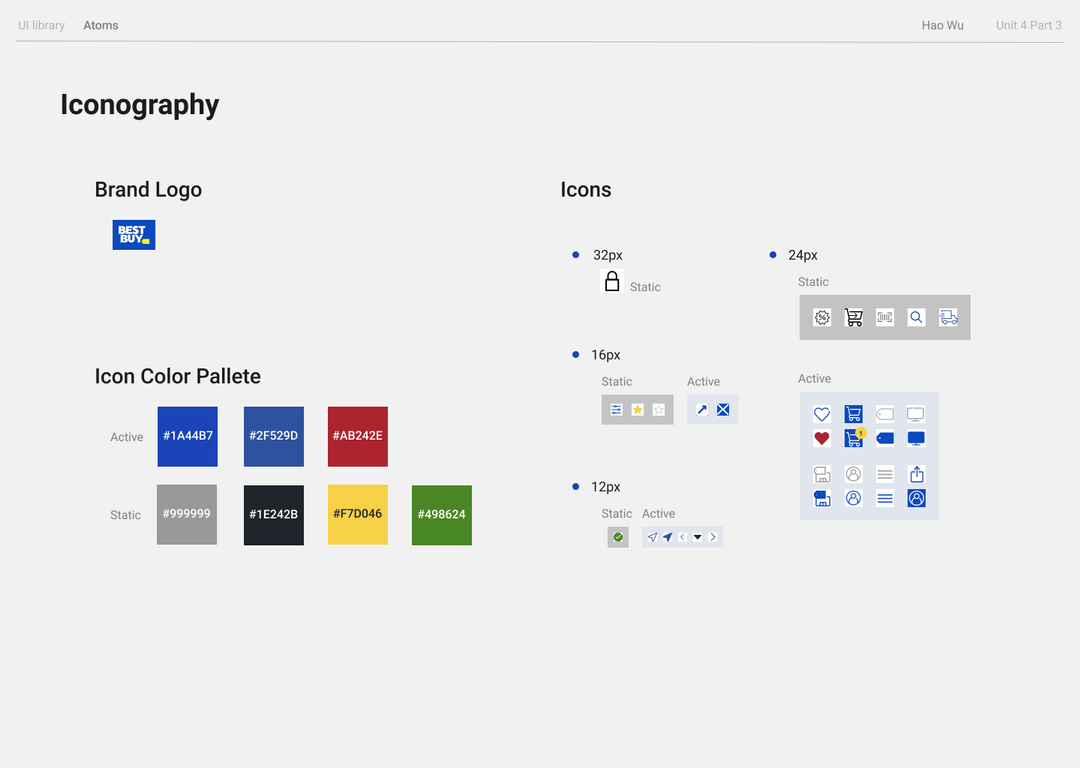 UI library Atoms Hao Wu Unit 4 Part 3
Iconography
Brand Logo
BEST
BUY
Icon Color Pallete
Active #1A44B7 #2F529D #AB242E
Static #999999 #1E242B #F7D046 #498624
Icons
32px
Static
16px
Static Active
12px
Static Active
24px
Static
%
Active
1